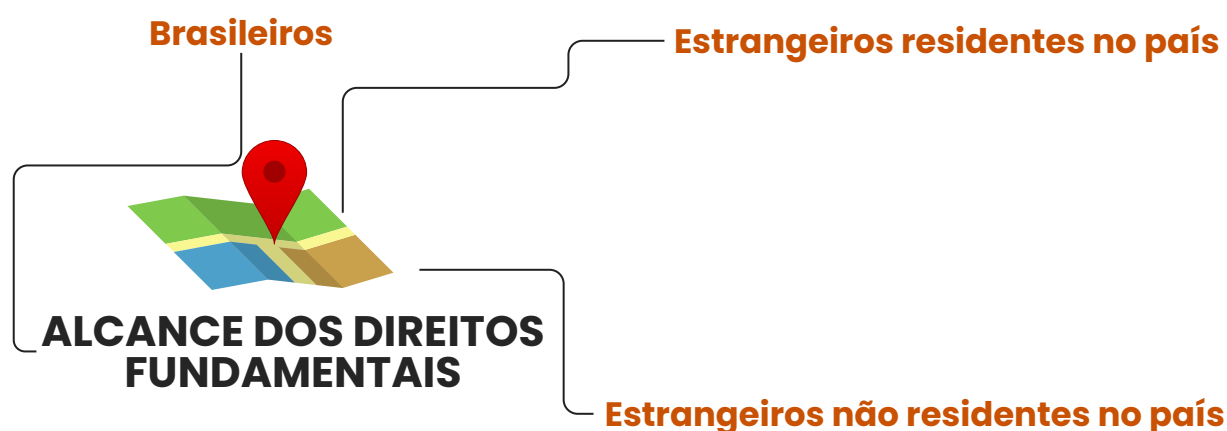 Brasileiros
Estrangeiros residentes no país
ALCANCE DOS DIREITOS
FUNDAMENTAIS
Estrangeiros não residentes no país